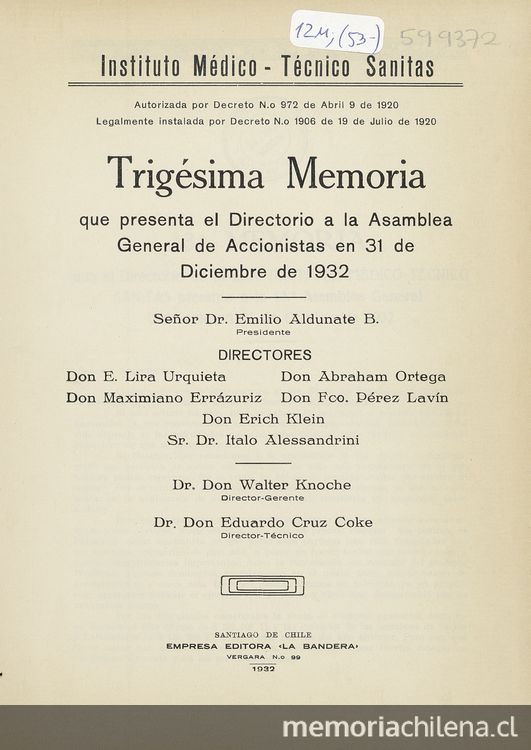 12M; (53-)
599372
Instituto Médico - Técnico Sanitas
Autorizada por Decreto N.o 972 de Abril 9 de 1920
Legalmente instalada por Decreto N.o 1906 de 19 de Julio de 1920
Trigésima Memoria
que presenta el Directorio a la Asamblea
General de Accionistas en 31 de
Diciembre de 1932
Señor Dr. Emilio Aldunate B.
Presidente
DIRECTORES
Don E. Lira Urquieta Don Abraham Ortega
Don Maximiano Errázuriz Don Fco. Pérez Lavín
Don Erich Klein
Sr. Dr. Italo Alessandrini
Dr. Don Walter Knoche
Director-Gerente
Dr. Don Eduardo Cruz Coke
Director-Técnico
SANTIAGO DE CHILE
EMPRESA EDITORA «LA BANDERA»
VERGARA N.o 99
1932
memoriachilena.cl